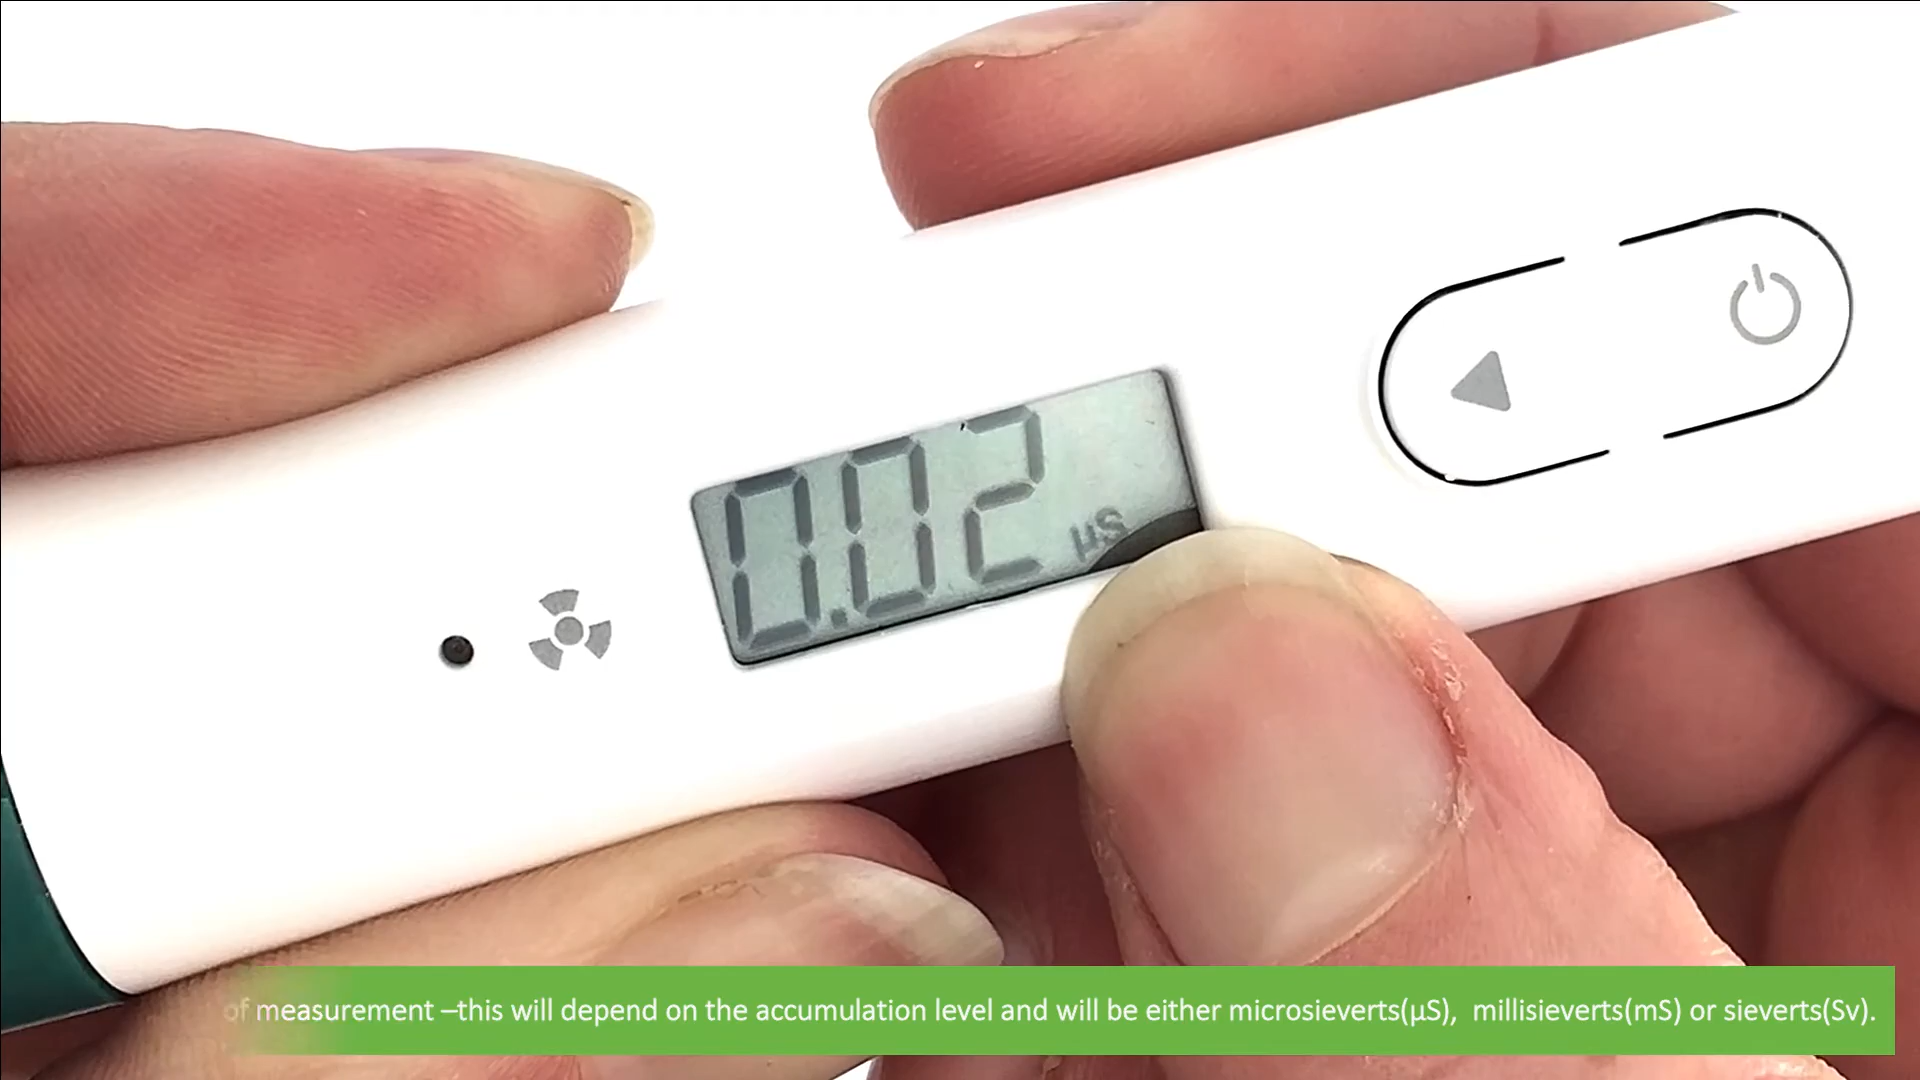 0.02 µS
of measurement –this will depend on the accumulation level and will be either microsieverts(µS), millisieverts(mS) or sieverts(Sv).